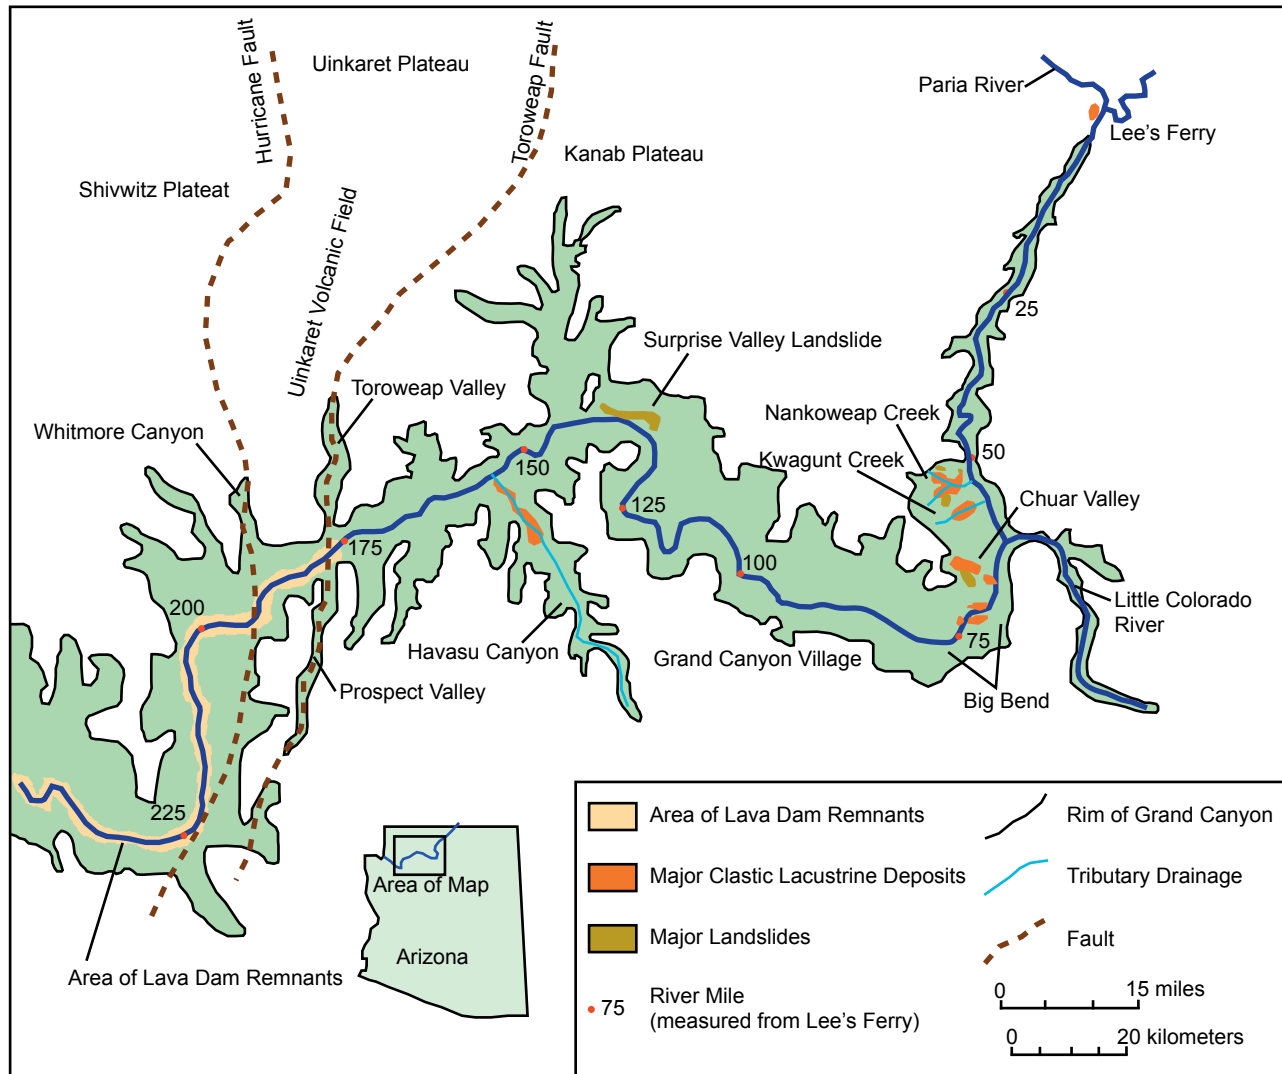 Hurricane Fault
Uinkaret Plateau
Toroweap Fault
Paria River
Lee's Ferry
Kanab Plateau
Shivwitz Plateat
Uinkaret Volcanic Field
25
Surprise Valley Landslide
Toroweap Valley
Nankoweap Creek
Whitmore Canyon
50
Kwagunt Creek
150
Chuar Valley
125
175
100
Little Colorado
River
200
75
Havasu Canyon
Grand Canyon Village
Prospect Valley
Big Bend
225
Area of Map
Arizona
Area of Lava Dam Remnants
Area of Lava Dam Remnants
Major Clastic Lacustrine Deposits
Major Landslides
75
River Mile
(measured from Lee's Ferry)
Rim of Grand Canyon
Tributary Drainage
Fault
0
15 miles
0
20 kilometers